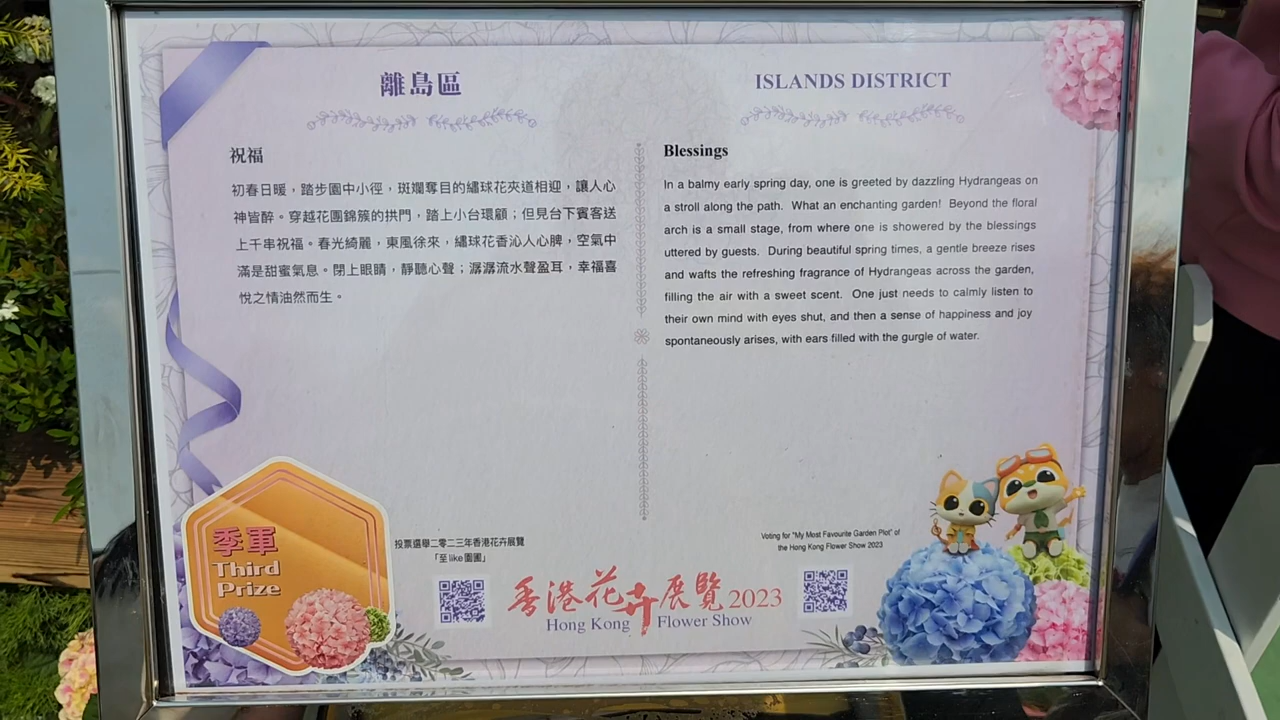 離島區
祝福
初春日暖，踏步園中小徑，斑斕奪目的繡球花夾道相迎，讓人心
神皆醉。穿越花團錦簇的拱門，踏上小台環顧；但見台下賓客送
上千串祝福。春光綺麗，東風徐來，繡球花香沁人心脾，空氣中
滿是甜蜜氣息。閉上眼睛，靜聽心聲；潺潺流水聲盈耳，幸福喜
悅之情油然而生。
ISLANDS DISTRICT
Blessings
In a balmy early spring day, one is greeted by dazzling Hydrangeas on
a stroll along the path. What an enchanting garden! Beyond the floral
arch is a small stage, from where one is showered by the blessings
uttered by guests. During beautiful spring times, a gentle breeze rises
and wafts the refreshing fragrance of Hydrangeas across the garden,
filling the air with a sweet scent. One just needs to calmly listen to
their own mind with eyes shut, and then a sense of happiness and joy
spontaneously arises, with ears filled with the gurgle of water.
季軍
Third
Prize
投票選舉二零二三年香港花卉展覽
「至like園圃」
香港花卉展覽2023
Hong Kong Flower Show
Voting for "My Most Favourite Garden Plot" of
the Hong Kong Flower Show 2023